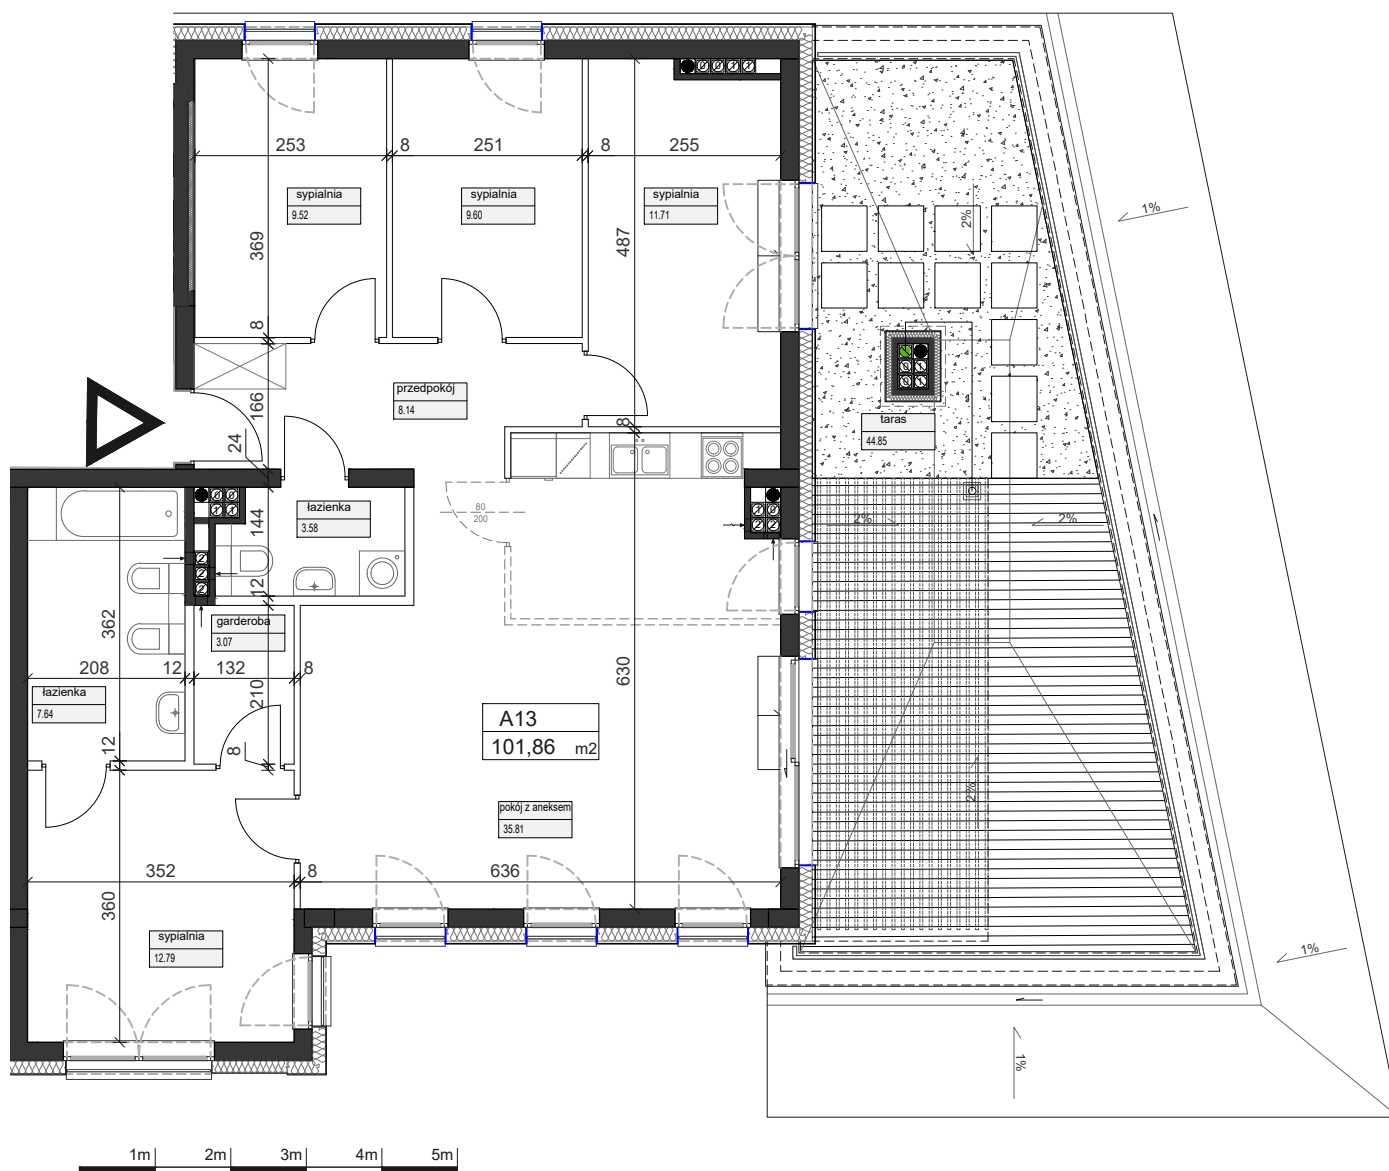 253
8
251
8
255
sypialnia
9.52
sypialnia
9.60
sypialnia
11.71
1%
2%
369
487
8
przedpokój
8.14
166
24
8
taras
44.85
łazienka
3.58
144
12
80
200
2%
2%
362
garderoba
3.07
208
12
132
8
210
630
łazienka
7.64
12
8
A13
101,86 m2
2%
pokój z aneksem
35.81
352
8
636
360
sypialnia
12.79
1%
1%
1m
2m
3m
4m
5m